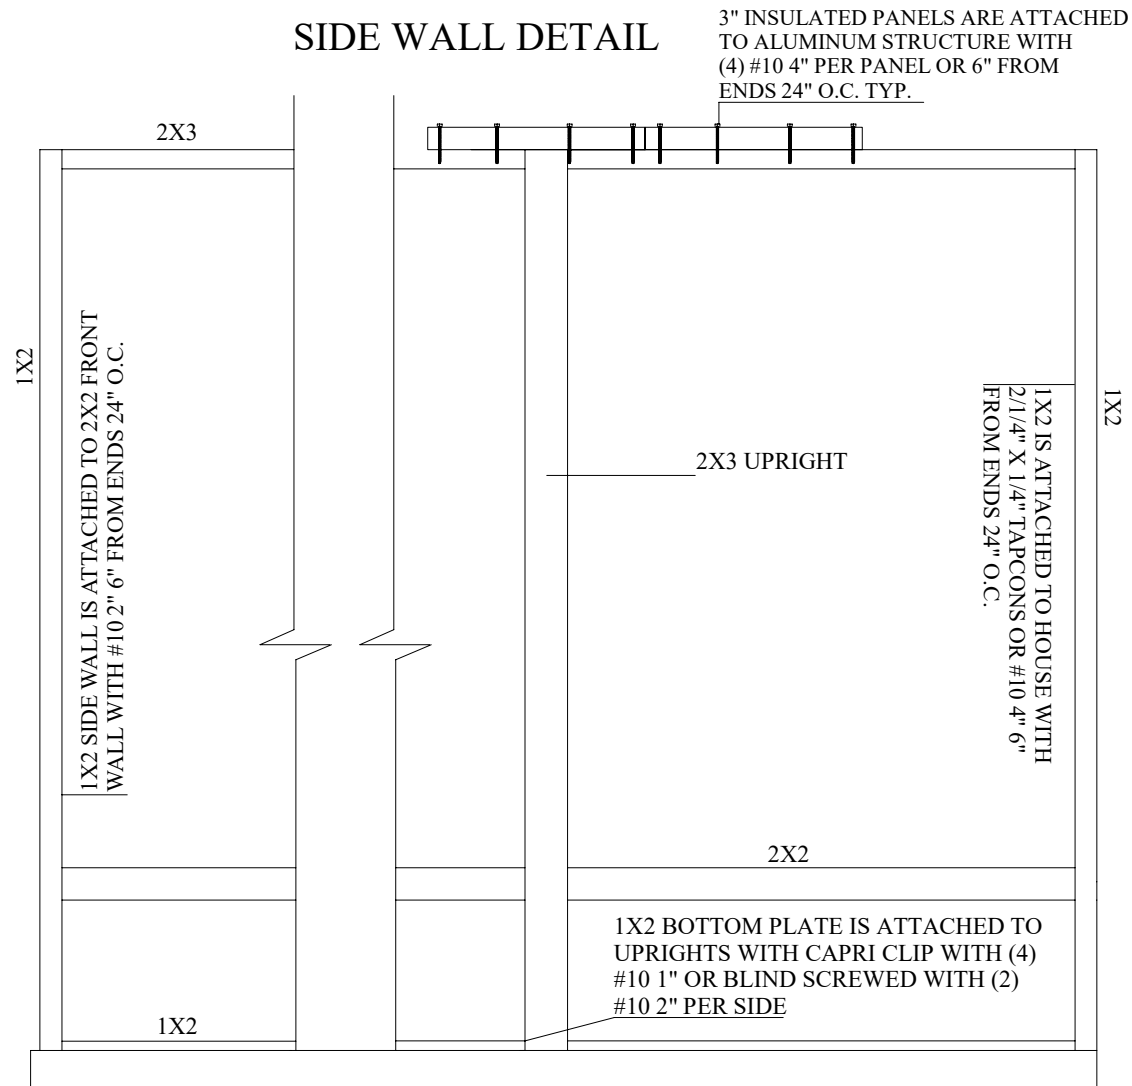 SIDE WALL DETAIL
3" INSULATED PANELS ARE ATTACHED
TO ALUMINUM STRUCTURE WITH
(4) #10 4" PER PANEL OR 6" FROM
ENDS 24" O.C. TYP.
2X3
1X2
1X2 SIDE WALL IS ATTACHED TO 2X2 FRONT
WALL WITH #10 2" 6" FROM ENDS 24" O.C.
2X3 UPRIGHT
1X2 IS ATTACHED TO HOUSE WITH
2/1/4" X 1/4" TAPCONS OR #10 4" 6"
FROM ENDS 24" O.C.
1X2
2X2
1X2 BOTTOM PLATE IS ATTACHED TO
UPRIGHTS WITH CAPRI CLIP WITH (4)
#10 1" OR BLIND SCREWED WITH (2)
#10 2" PER SIDE
1X2